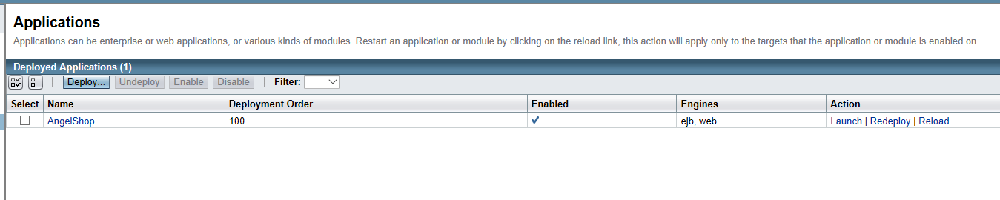 Applications
Applications can be enterprise or web applications, or various kinds of modules. Restart an application or module by clicking on the reload link, this action will apply only to the targets that the application or module is enabled on.
Deployed Applications (1)
Deploy... Undeploy Enable Disable Filter:
Select Name Deployment Order Enabled Engines Action
AngelShop 100 ejb, web Launch | Redeploy | Reload